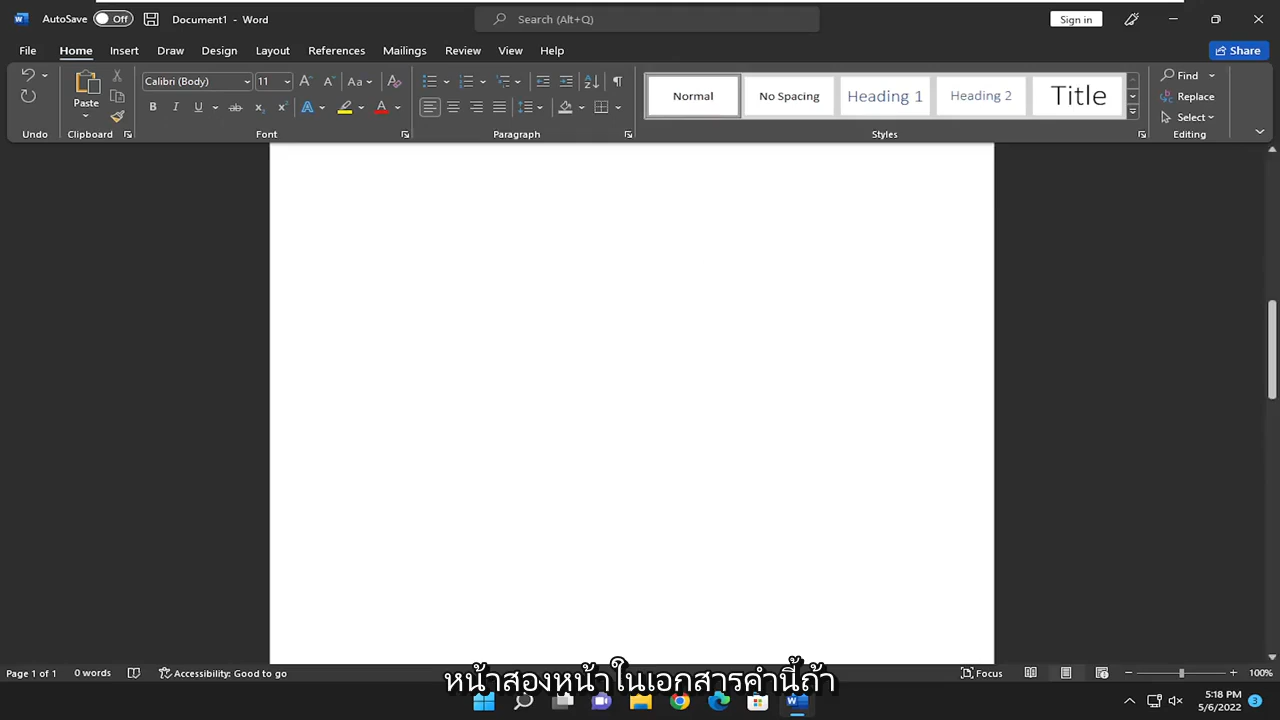 AutoSave Off Document1 - Word Search (Alt+Q) Sign in
File Home Insert Draw Design Layout References Mailings Review View Help Share
Paste Calibri (Body) 11 Aa Normal No Spacing Heading 1 Heading 2 Title Find Replace Select
Undo Clipboard Font Paragraph Styles Editing
Page 1 of 1 0 words Accessibility: Good to go Focus 100%
หน้าสองหน้าในเอกสารคำนี้ถ้า
5:18 PM
5/6/2022 3